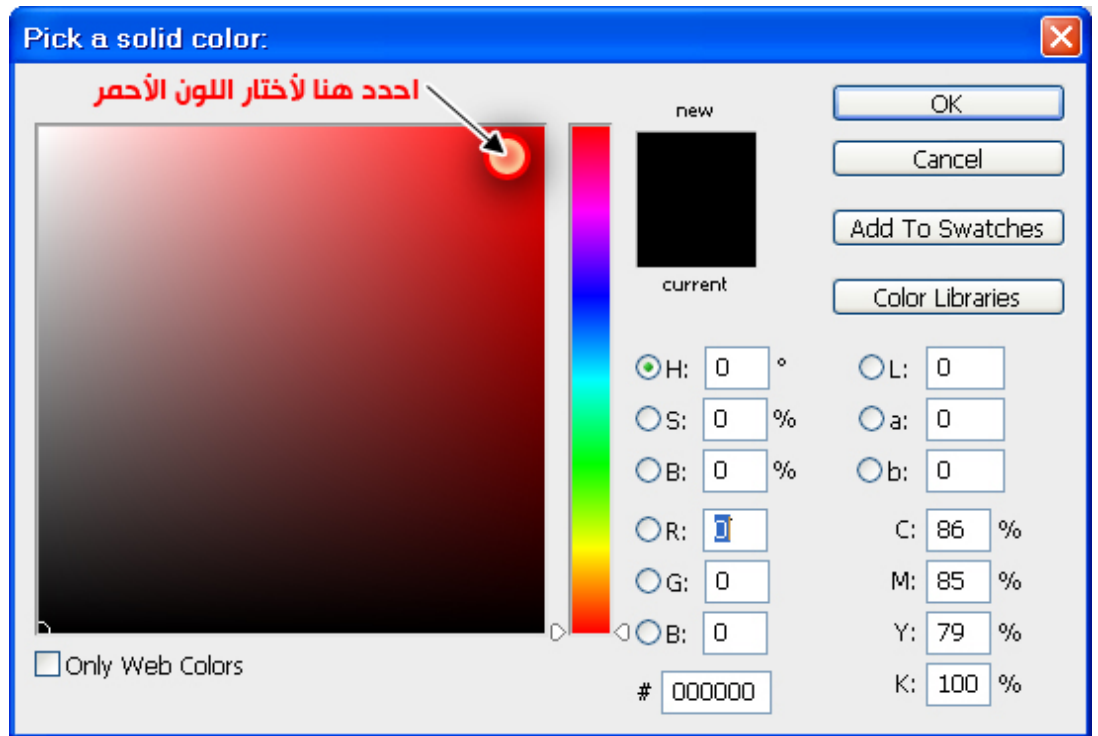 Pick a solid color:
احدد هنا لأختار اللون الأحمر
new
current
OK
Cancel
Add To Swatches
Color Libraries
H: 0 °
S: 0 %
B: 0 %
R: 0
G: 0
B: 0
# 000000
L: 0
a: 0
b: 0
C: 86 %
M: 85 %
Y: 79 %
K: 100 %
Only Web Colors